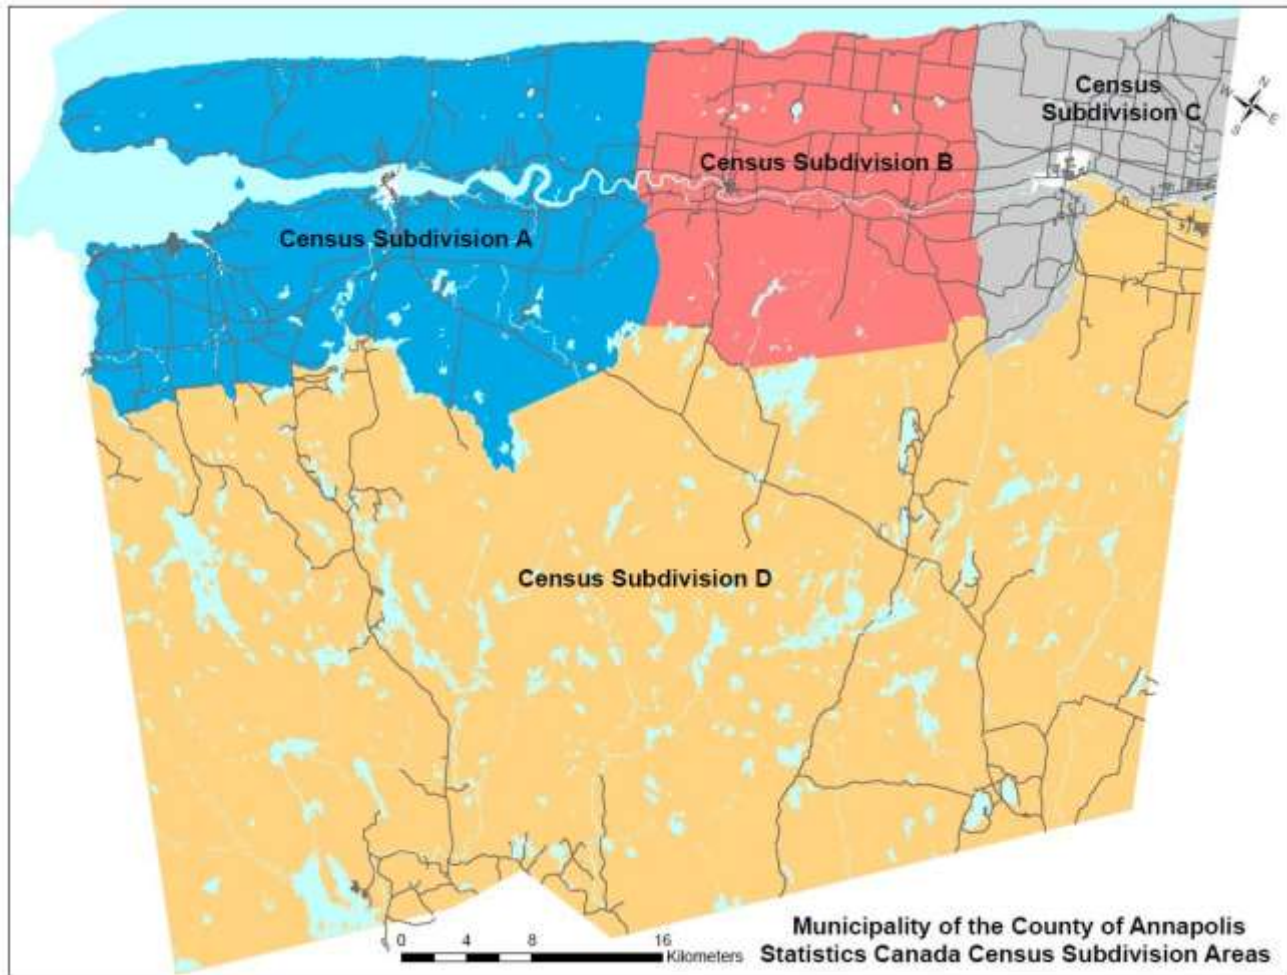 Census
Subdivision C
N
W
E
S
Census Subdivision B
Census Subdivision A
Census Subdivision D
0 4 8 16
Kilometers
Municipality of the County of Annapolis
Statistics Canada Census Subdivision Areas